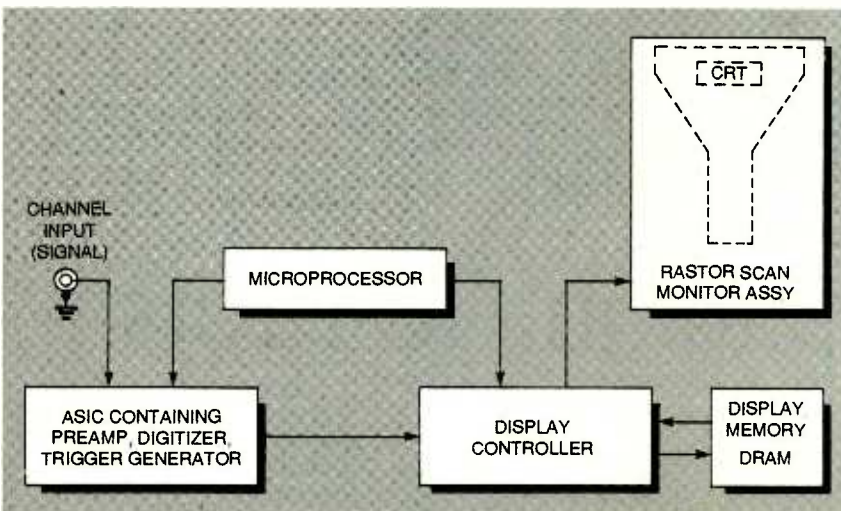 CRT
RASTOR SCAN
MONITOR ASSY
CHANNEL
INPUT
(SIGNAL)
MICROPROCESSOR
ASIC CONTAINING
PREAMP, DIGITIZER,
TRIGGER GENERATOR
DISPLAY
CONTROLLER
DISPLAY
MEMORY
DRAM